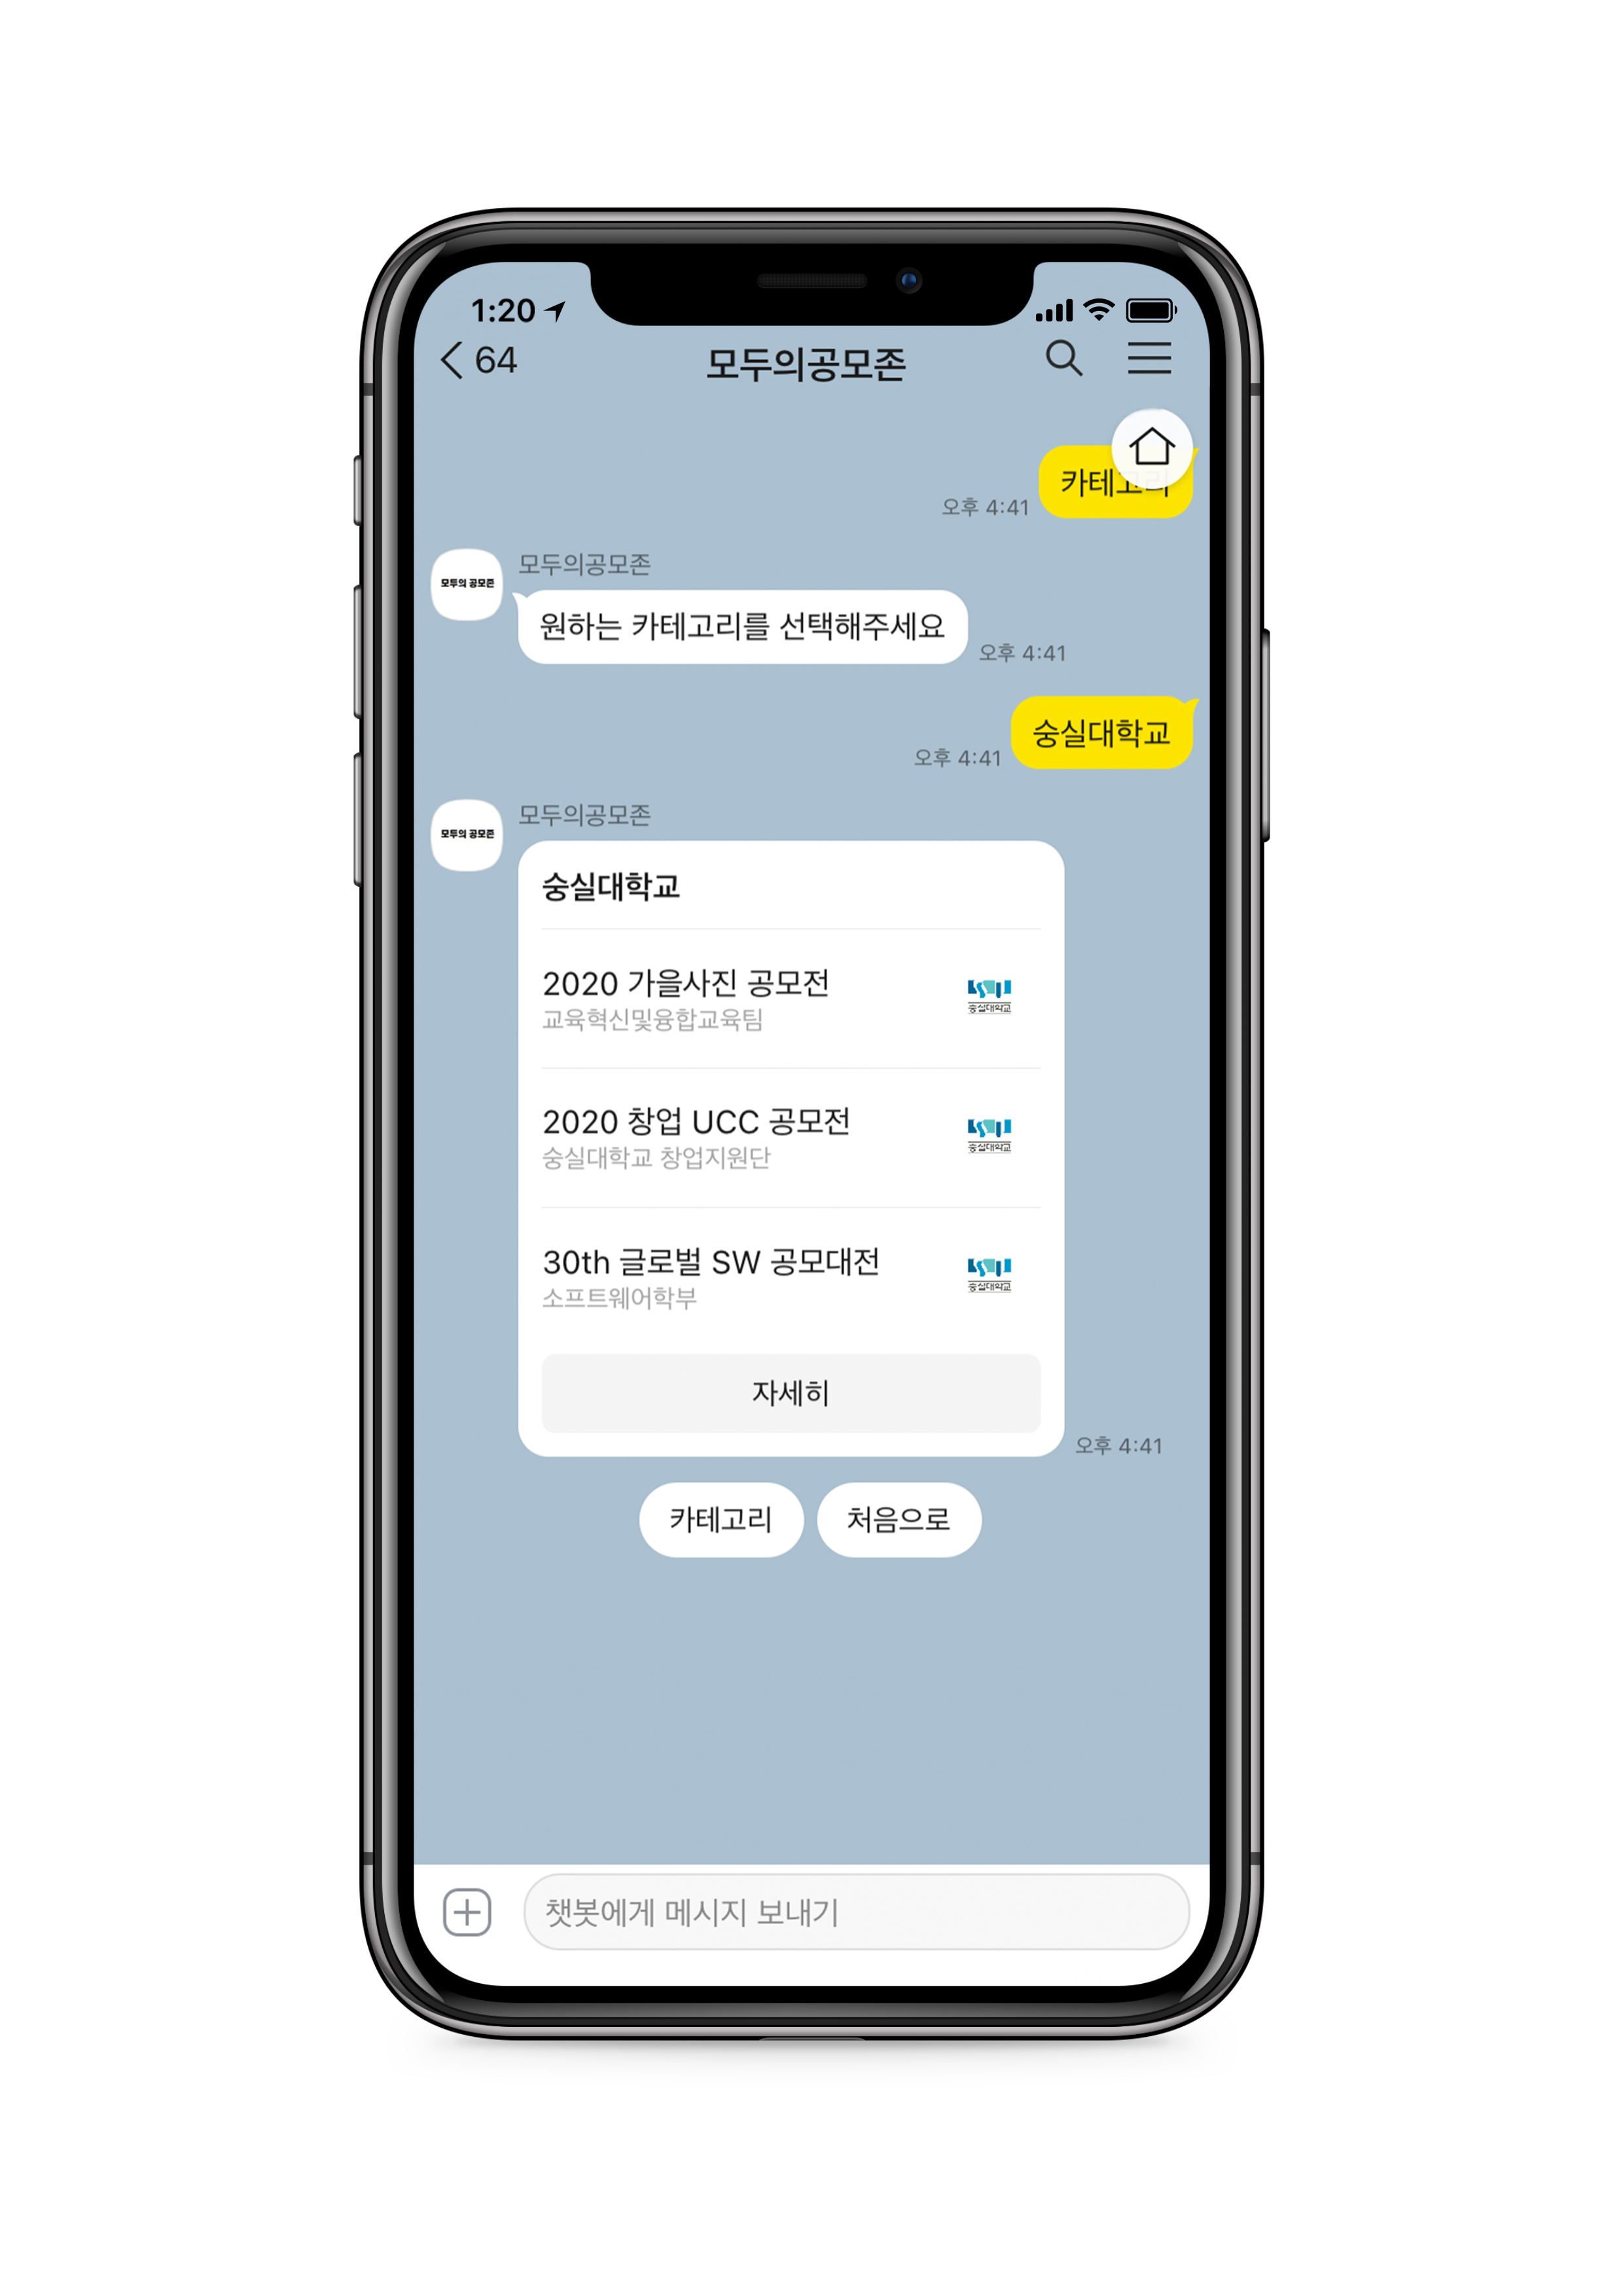 1:20
64
모두의공모존
카테고리
오후 4:41
모두의 공모존
모두의공모존
원하는 카테고리를 선택해주세요
오후 4:41
숭실대학교
오후 4:41
모두의 공모존
모두의공모존
숭실대학교
2020 가을사진 공모전
교육혁신및융합교육팀
숭실대학교
2020 창업 UCC 공모전
숭실대학교 창업지원단
숭실대학교
30th 글로벌 SW 공모대전
소프트웨어학부
숭실대학교
자세히
오후 4:41
카테고리
처음으로
챗봇에게 메시지 보내기